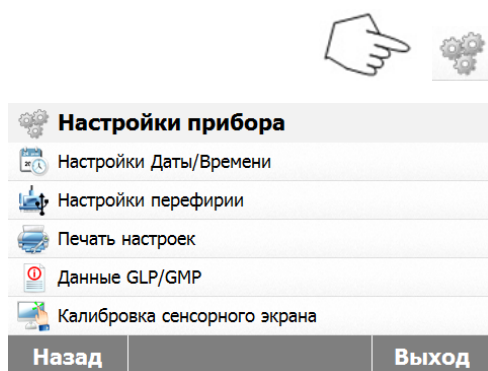 Настройки прибора
Настройки Даты/Времени
Настройки перефирии
Печать настроек
Данные GLP/GMP
Калибровка сенсорного экрана
Назад Выход